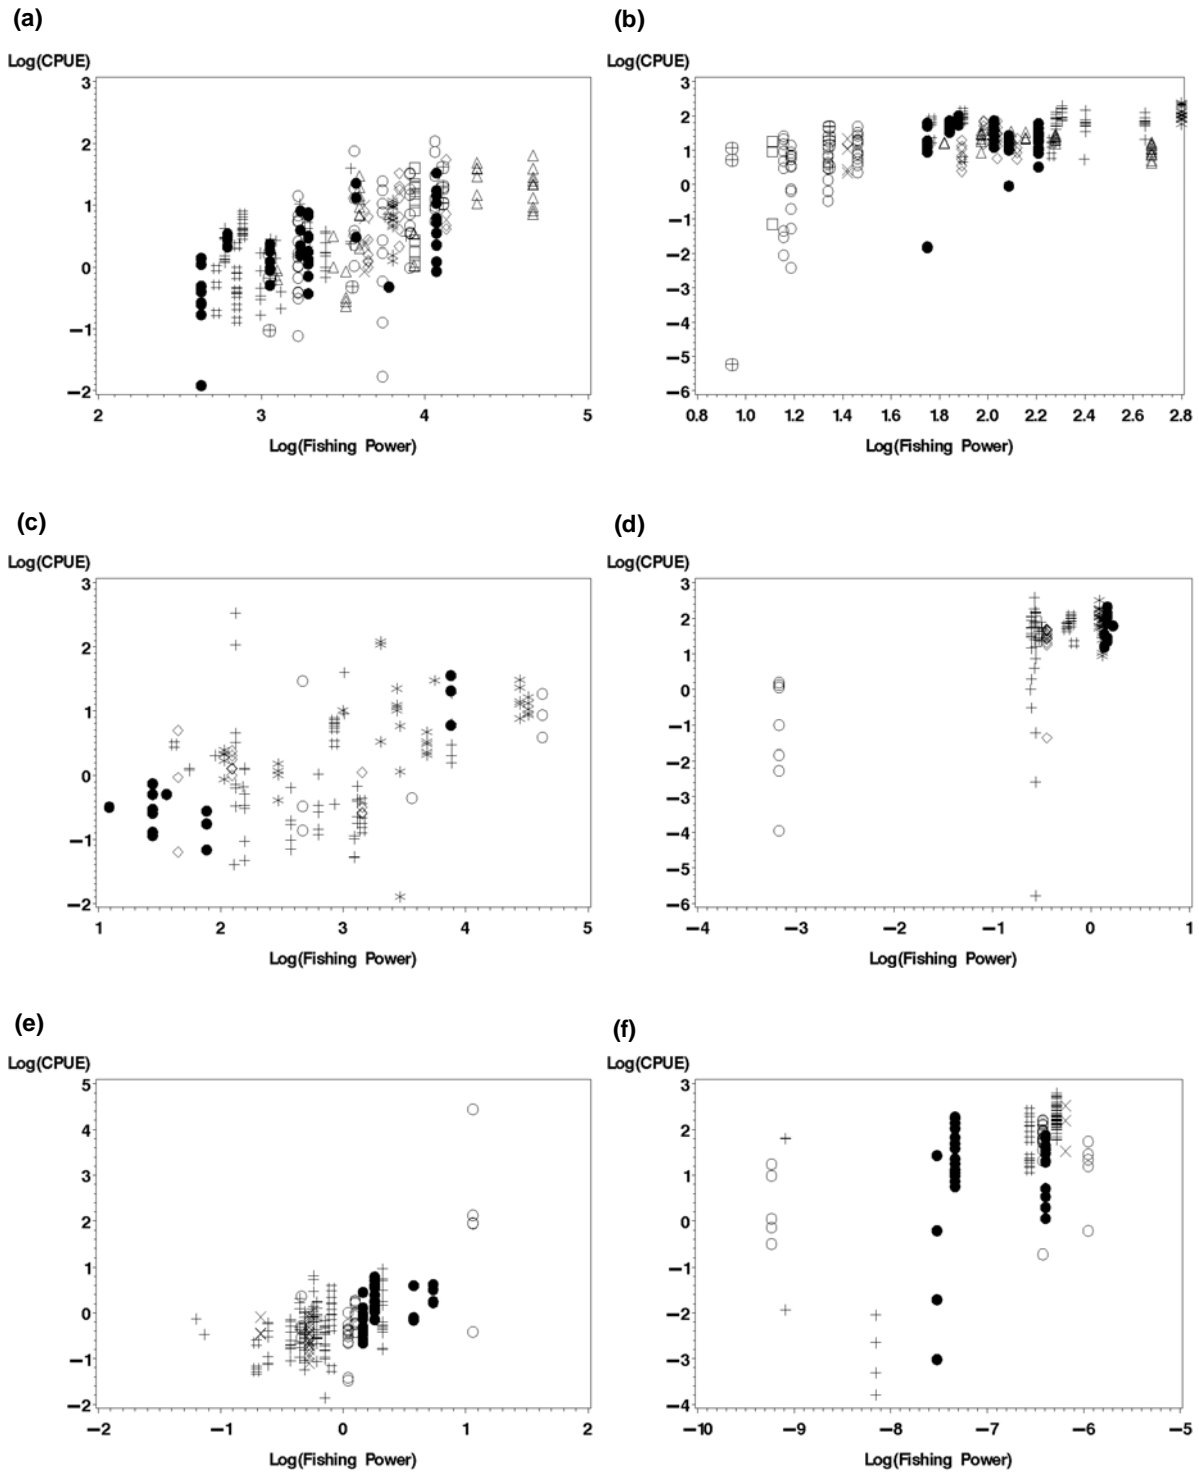 (a)
(b)
Log(CPUE)
Log(CPUE)
3
2
1
0
−1
−2
3
2
1
0
−1
−2
−3
−4
−5
−6
2 3 4 5
0.8 1.0 1.2 1.4 1.6 1.8 2.0 2.2 2.4 2.6 2.8
Log(Fishing Power)
Log(Fishing Power)
(c)
(d)
Log(CPUE)
Log(CPUE)
3
2
1
0
−1
−2
3
2
1
0
−1
−2
−3
−4
−5
−6
1 2 3 4 5
−4 −3 −2 −1 0 1
Log(Fishing Power)
Log(Fishing Power)
(e)
(f)
Log(CPUE)
Log(CPUE)
5
4
3
2
1
0
−1
−2
3
2
1
0
−1
−2
−3
−4
−2 −1 0 1 2
−10 −9 −8 −7 −6 −5
Log(Fishing Power)
Log(Fishing Power)